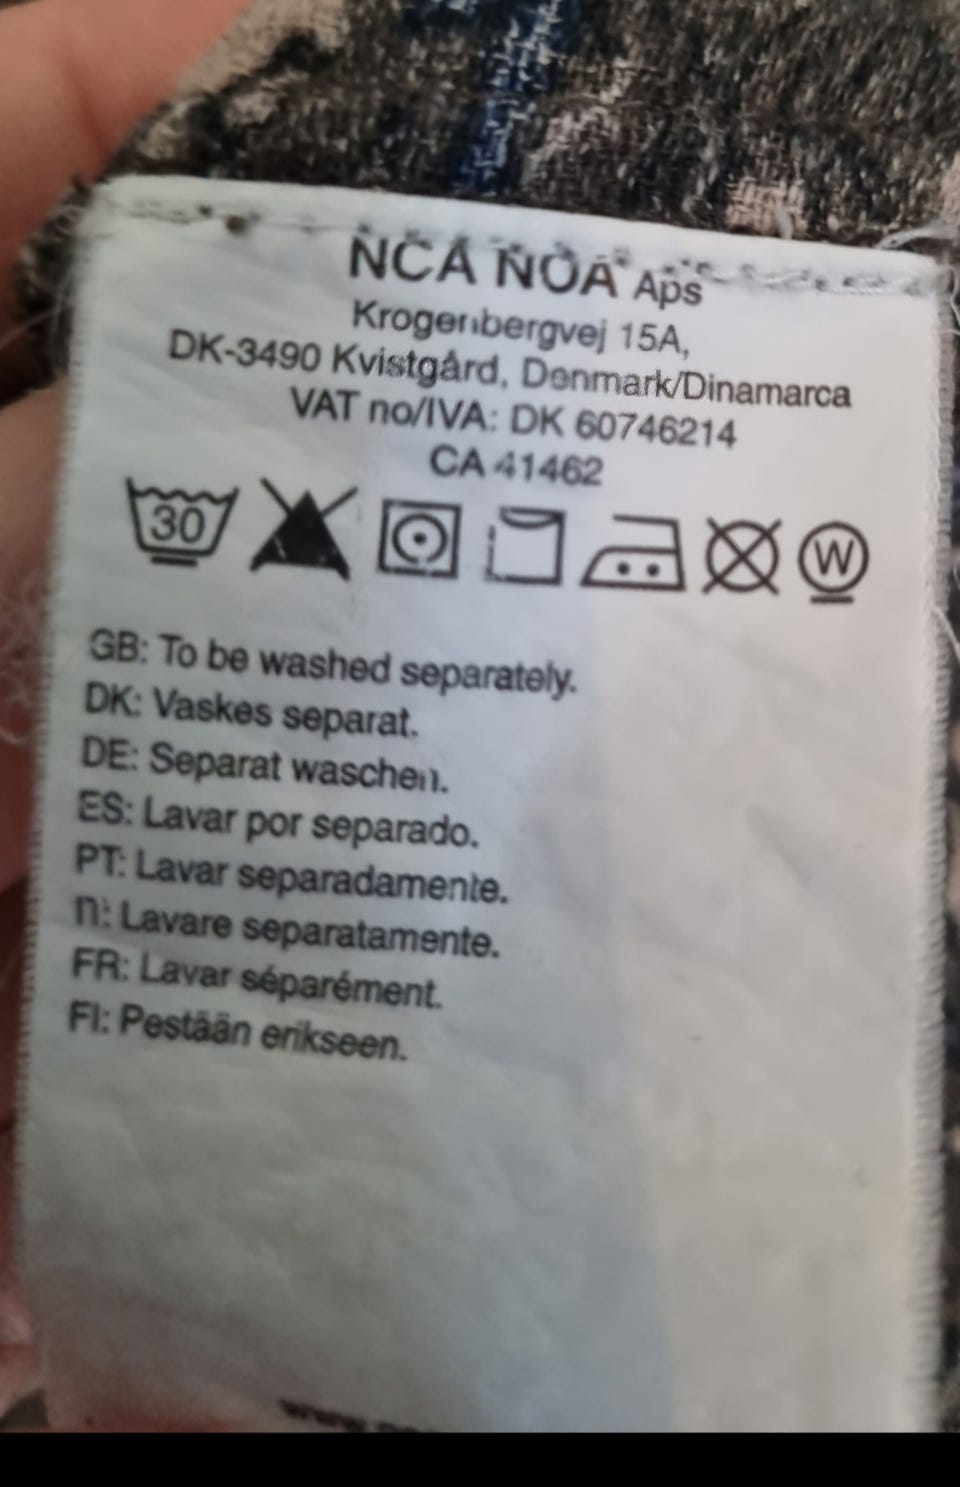 NCA NOA Aps
Krogenbergvej 15A,
DK-3490 Kvistgård, Denmark/Dinamarca
VAT no/IVA: DK 60746214
CA 41462
30 W
GB: To be washed separately.
DK: Vaskes separat.
DE: Separat waschen.
ES: Lavar por separado.
PT: Lavar separadamente.
IT: Lavare separatamente.
FR: Lavar séparément.
FI: Pestään erikseen.